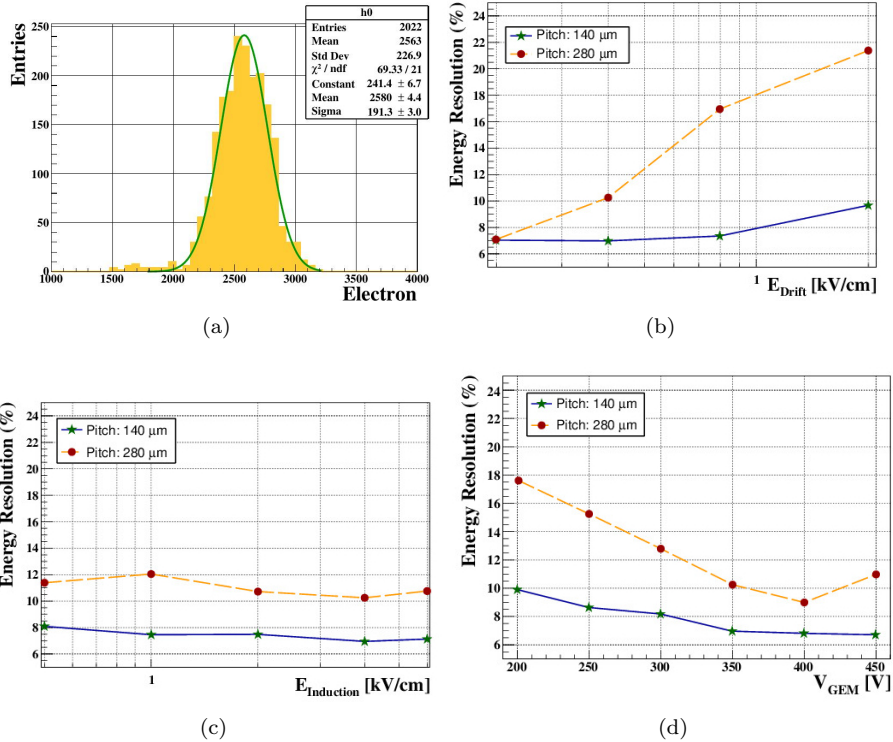 h0
Entries 2022
Mean 2563
Std Dev 226.9
χ² / ndf 69.33 / 21
Constant 241.4 ± 6.7
Mean 2580 ± 4.4
Sigma 191.3 ± 3.0
Entries
250
200
150
100
50
0
1000 1500 2000 2500 3000 3500 4000
Electron
(a)
Energy Resolution (%)
24
22
20
18
16
14
12
10
8
6
Pitch: 140 μm
Pitch: 280 μm
1 E_Drift [kV/cm]
(b)
Energy Resolution (%)
24
22
20
18
16
14
12
10
8
6
Pitch: 140 μm
Pitch: 280 μm
1
E_Induction [kV/cm]
(c)
Energy Resolution (%)
24
22
20
18
16
14
12
10
8
6
Pitch: 140 μm
Pitch: 280 μm
200 250 300 350 400 450
V_GEM [V]
(d)